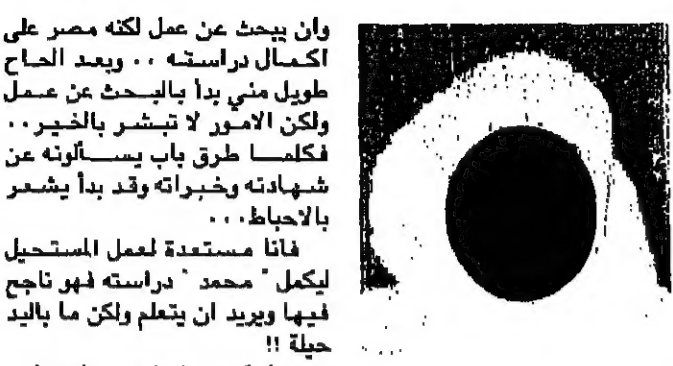 وان يبحث عن عمل لكنه مصر على
اكمال دراسته .. وبعد الحاح
طويل مني بدأ بالبحث عن عمل
ولكن الامور لا تبشر بالخير..
فكلما طرق باب يسألونه عن
شهادته وخبراته وقد بدأ يشعر
بالاحباط...
فانا مستعدة لعمل المستحيل
ليكمل " محمد " دراسته فهو ناجح
فيها ويريد ان يتعلم ولكن ما باليد
حيلة !!